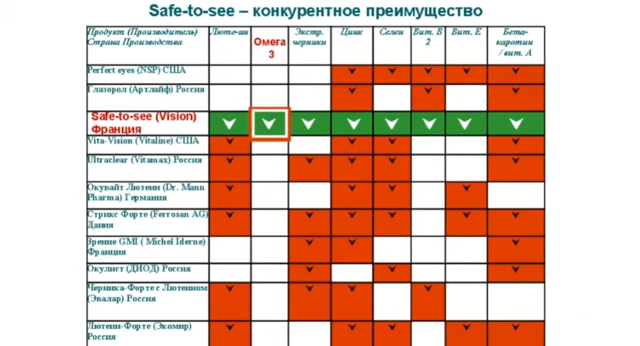 Safe-to-see – конкурентное преимущество
Продукт (Производитель)
Страна Производства
Люте-ин
Омега
3
Экстр.
черники
Цинк
Селен
Вит. В
2
Вит. Е
Бета-
каротин
/ вит. А
Perfect eyes (NSP) США
Глазорол (Артлайф) Россия
Safe-to-see (Vision)
Франция
Vita-Vision (Vitaline) США
Ultraclear (Vitamax) Россия
Окувайт Лютеин (Dr. Mann
Pharma) Германия
Стрикс Форте (Ferrosan AG)
Дания
Зрение GMI ( Michel Iderne)
Франция
Окулист (ДИОД) Россия
Черника-Форте с Лютеином
(Эвалар) Россия
Лютеин-Форте (Экомир)
Россия